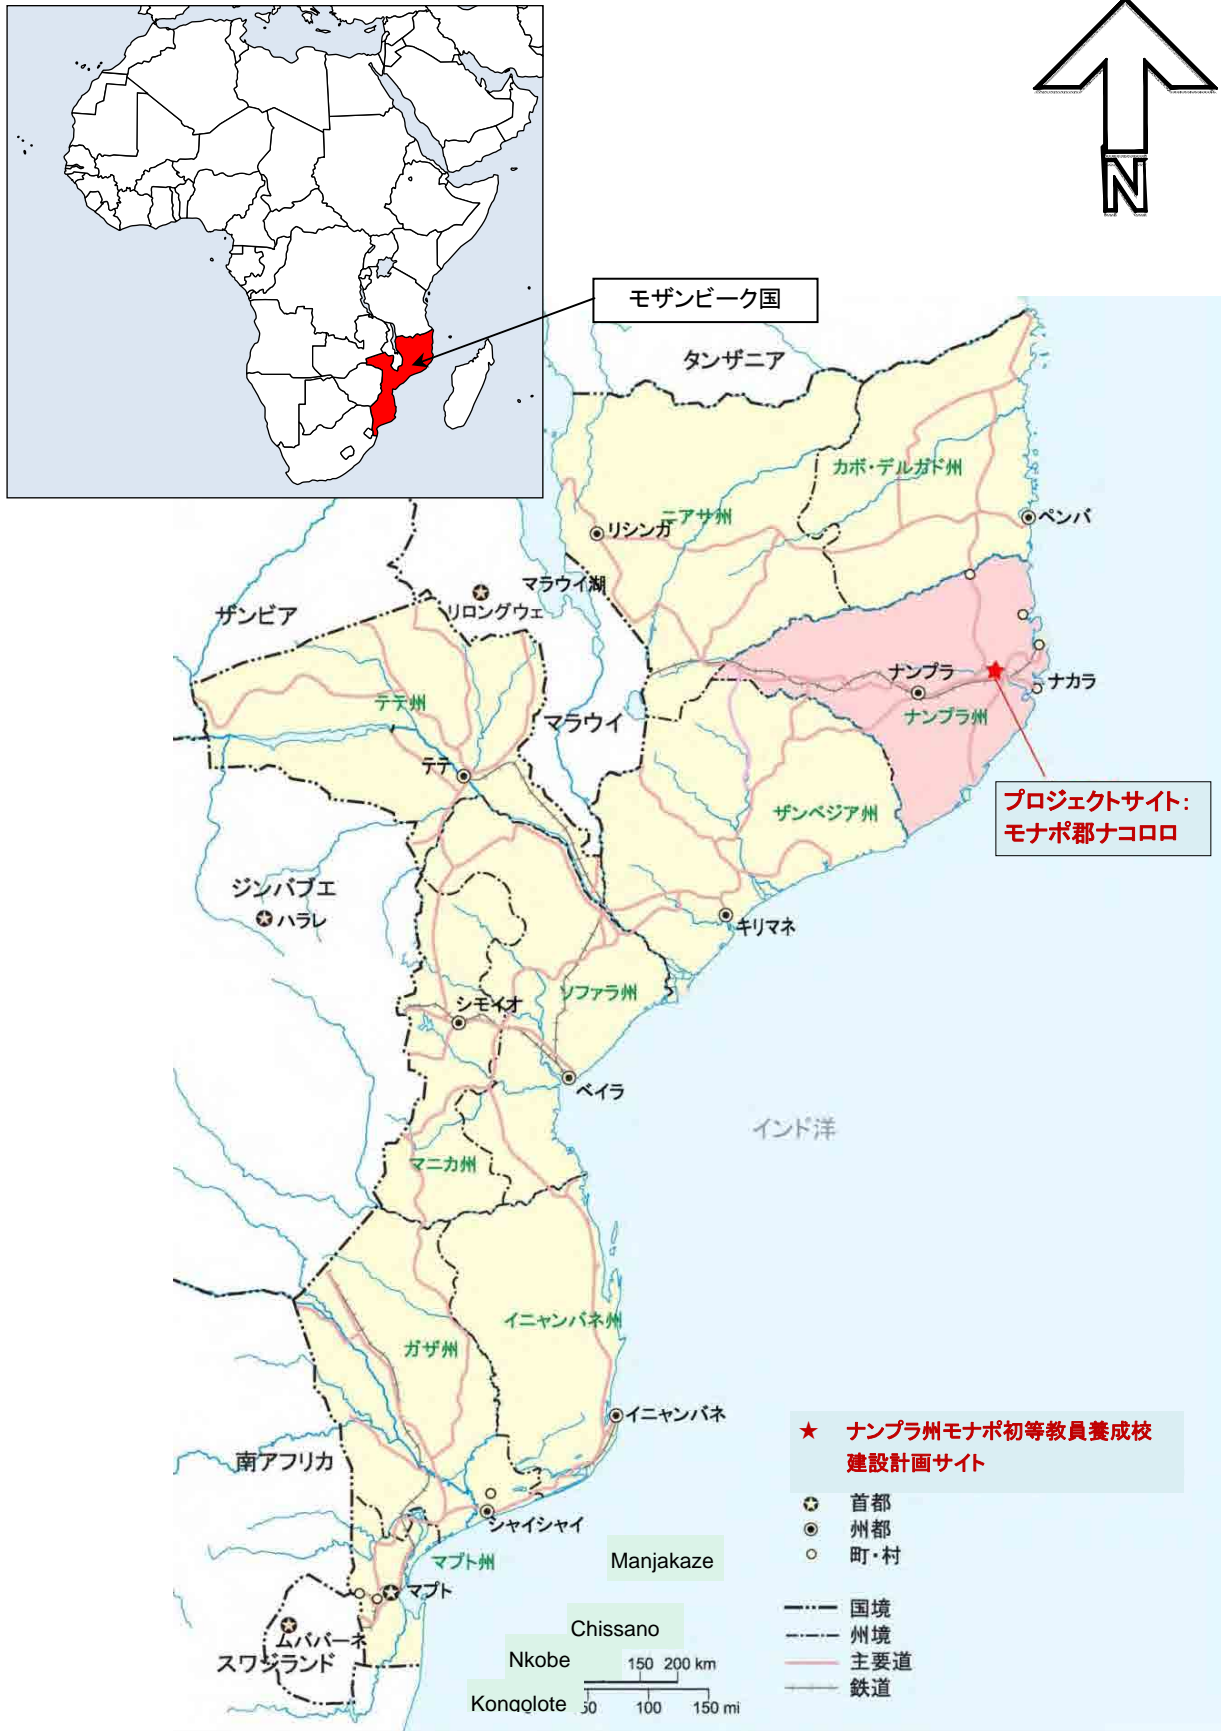 N
モザンビーク国
タンザニア
カボ・デルガド州
ニアサ州
ペンバ
リシンガ
マラウイ湖
リロングウェ
ザンビア
ナンプラ
ナカラ
ナンプラ州
テテ州
マラウイ
テテ
プロジェクトサイト:
モナポ郡ナコロロ
ザンベジア州
ジンバブエ
ハラレ
キリマネ
ソファラ州
シモイオ
ベイラ
インド洋
マニカ州
イニャンバネ州
ガザ州
イニャンバネ
南アフリカ
シャイシャイ
マプト州
マプト
ムババーネ
スワジランド
★ ナンプラ州モナポ初等教員養成校
建設計画サイト
首都
州都
町・村
国境
州境
主要道
鉄道
Manjakaze
Chissano
Nkobe
Kongolote
150 200 km
50 100 150 mi